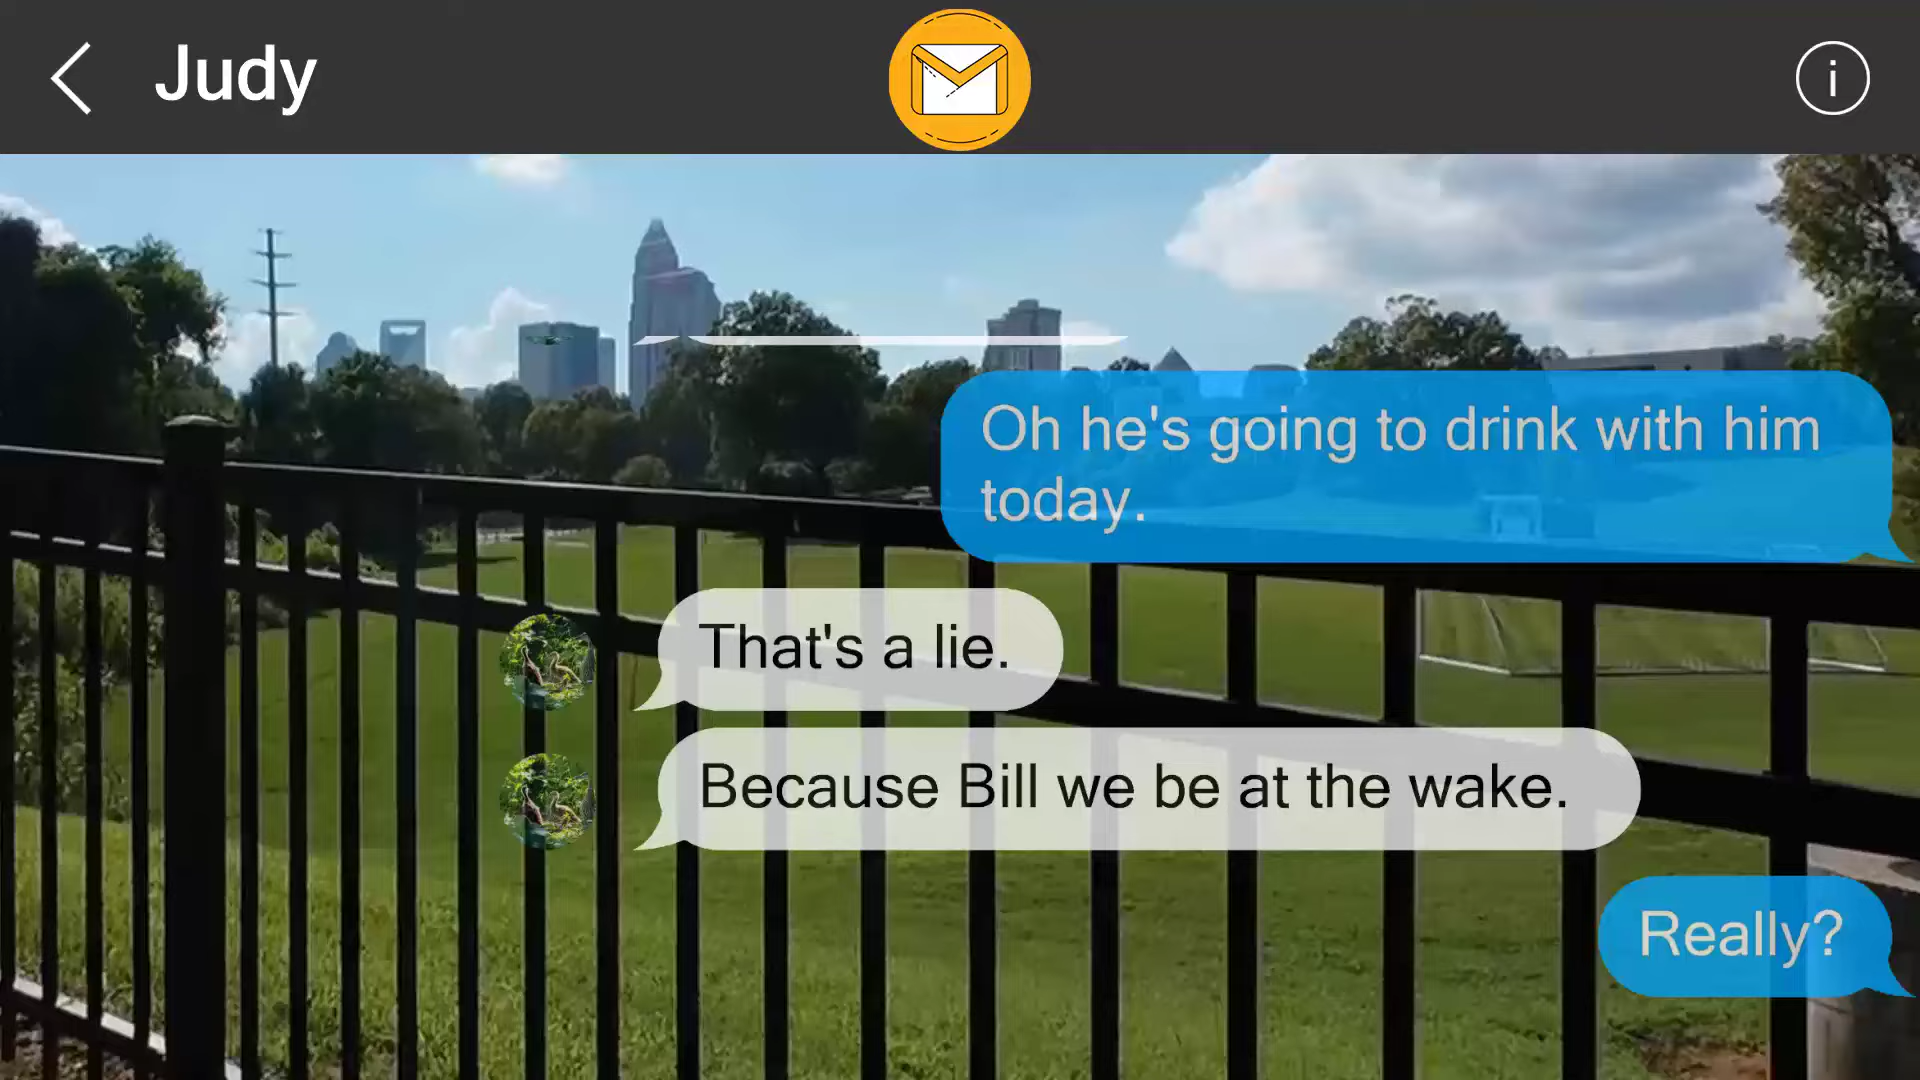 Judy
i
Oh he's going to drink with him
today.
That's a lie.
Because Bill we be at the wake.
Really?